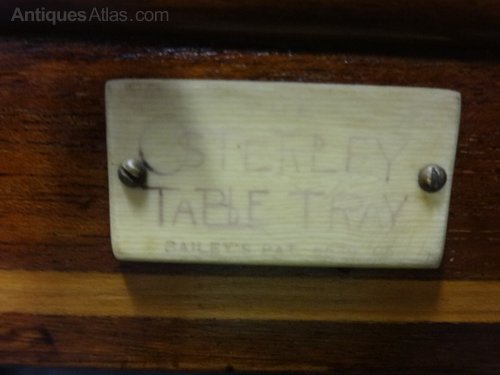 AntiquesAtlas.com
OSTERLEY
TABLE TRAY
BAILEY'S PAT.